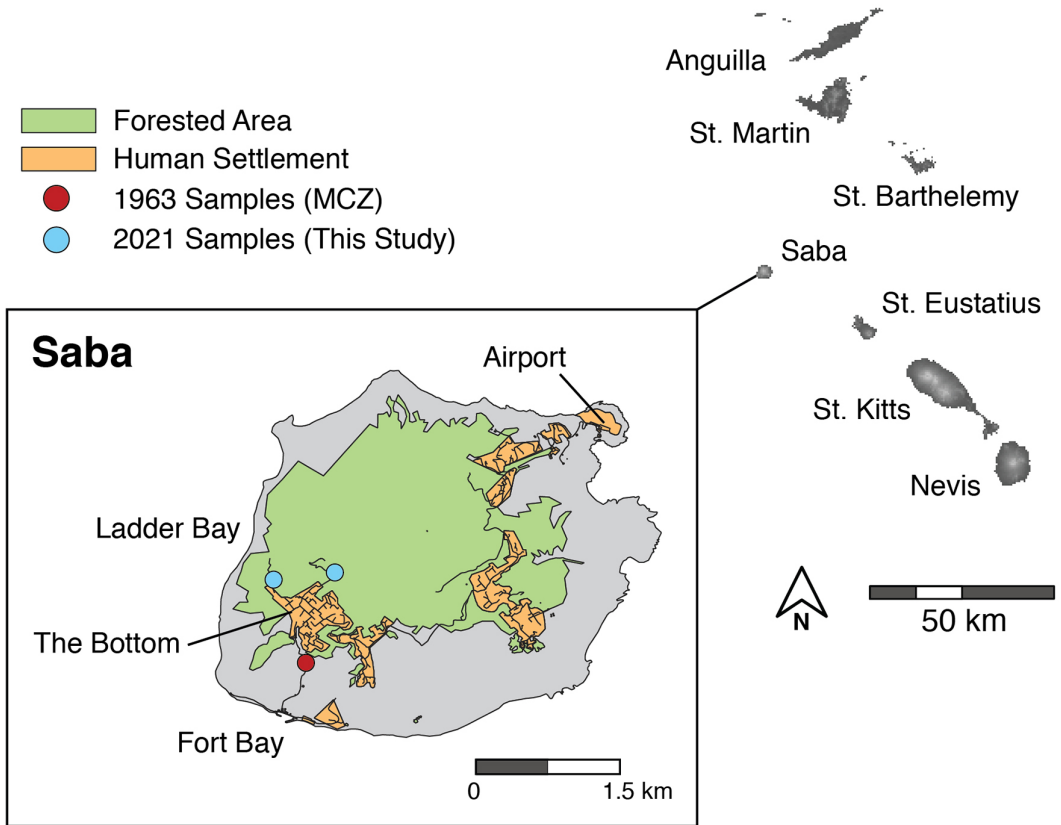 Anguilla
St. Martin
St. Barthelemy
Saba
St. Eustatius
St. Kitts
Nevis
N
50 km
Forested Area
Human Settlement
1963 Samples (MCZ)
2021 Samples (This Study)
Saba
Airport
Ladder Bay
The Bottom
Fort Bay
0 1.5 km